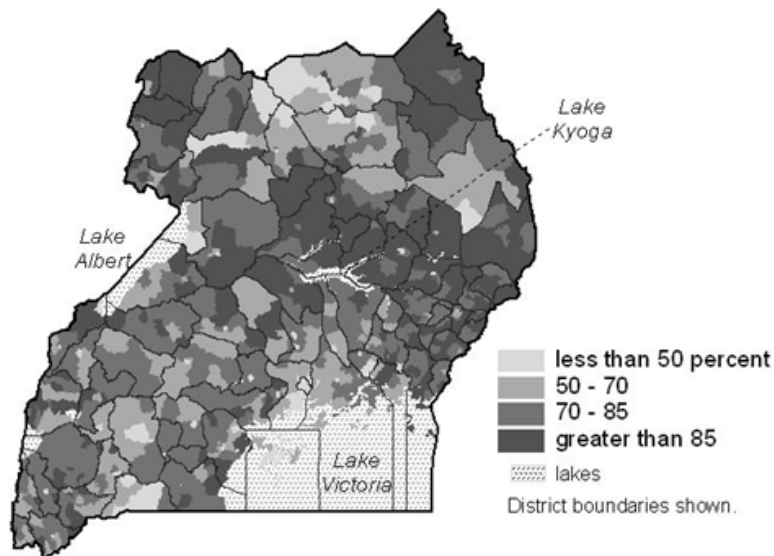 Lake
Kyoga
Lake
Albert
less than 50 percent
50 - 70
70 - 85
greater than 85
lakes
Lake
Victoria
District boundaries shown.